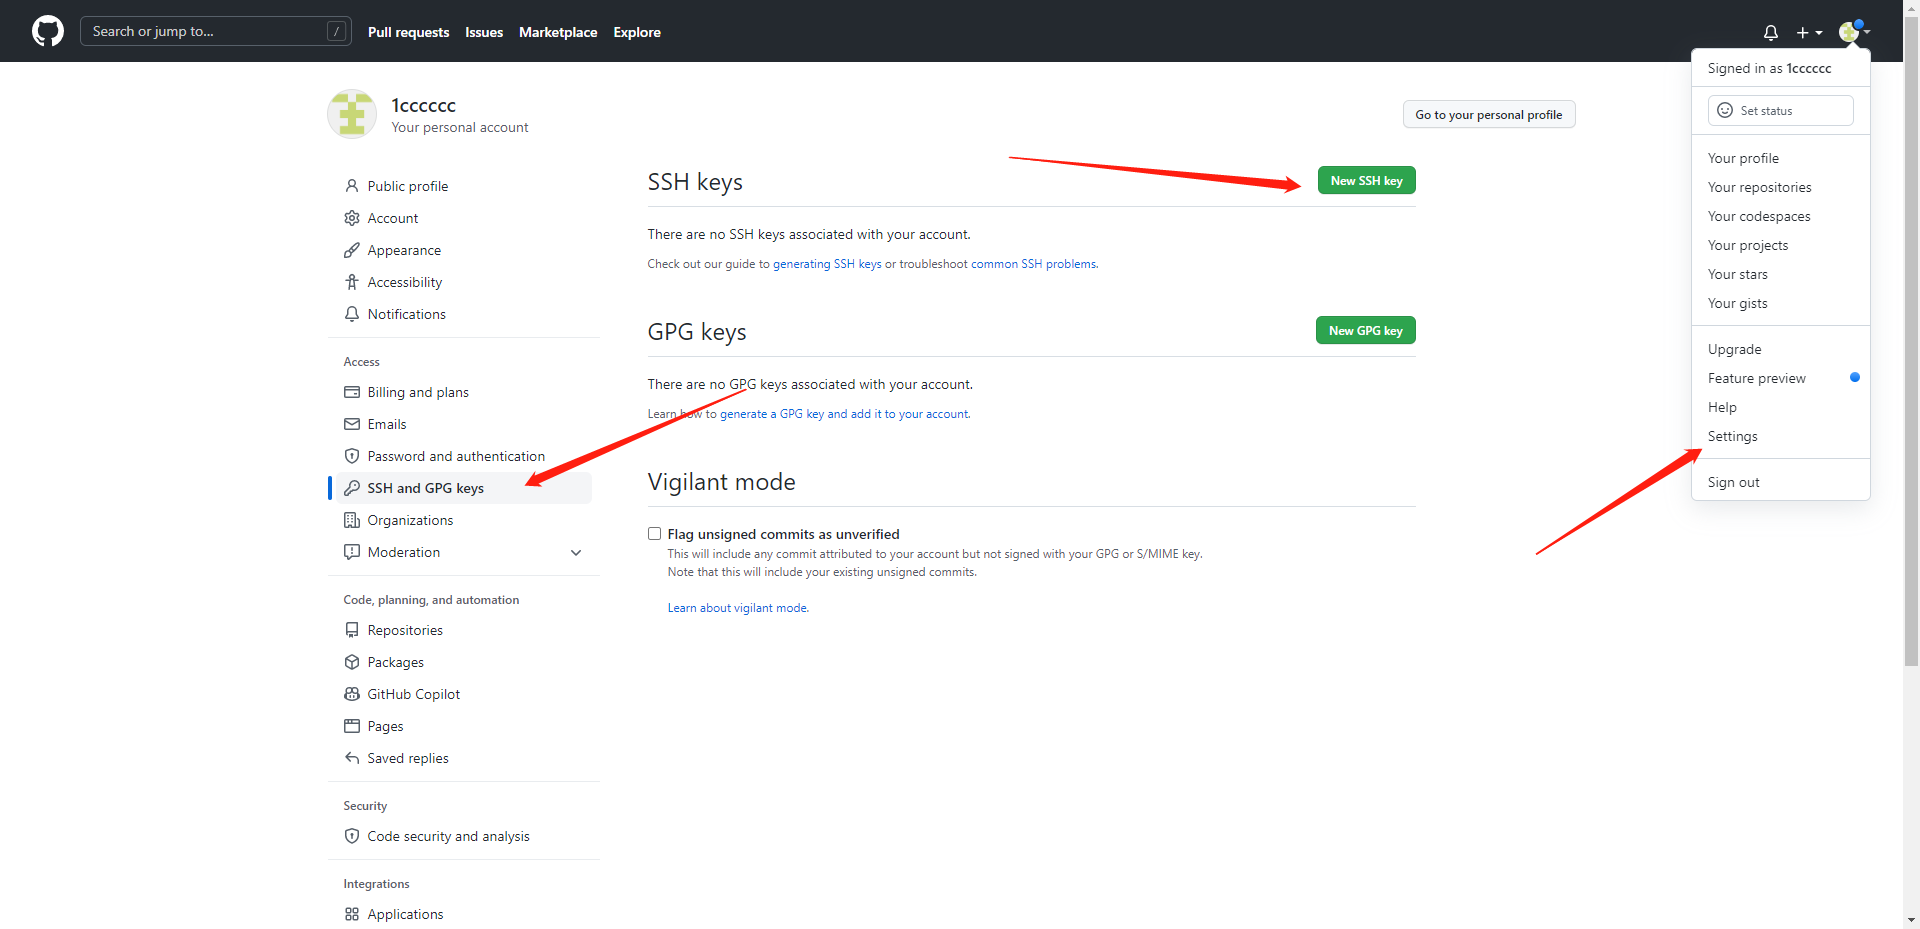 Search or jump to...
/
Pull requests
Issues
Marketplace
Explore
Signed in as 1cccccc
Set status
Your profile
Your repositories
Your codespaces
Your projects
Your stars
Your gists
Upgrade
Feature preview
Help
Settings
Sign out
1cccccc
Your personal account
Go to your personal profile
Public profile
Account
Appearance
Accessibility
Notifications
Access
Billing and plans
Emails
Password and authentication
SSH and GPG keys
Organizations
Moderation
Code, planning, and automation
Repositories
Packages
GitHub Copilot
Pages
Saved replies
Security
Code security and analysis
Integrations
Applications
SSH keys
New SSH key
There are no SSH keys associated with your account.
Check out our guide to generating SSH keys or troubleshoot common SSH problems.
GPG keys
New GPG key
There are no GPG keys associated with your account.
Learn how to generate a GPG key and add it to your account.
Vigilant mode
Flag unsigned commits as unverified
This will include any commit attributed to your account but not signed with your GPG or S/MIME key.
Note that this will include your existing unsigned commits.
Learn about vigilant mode.